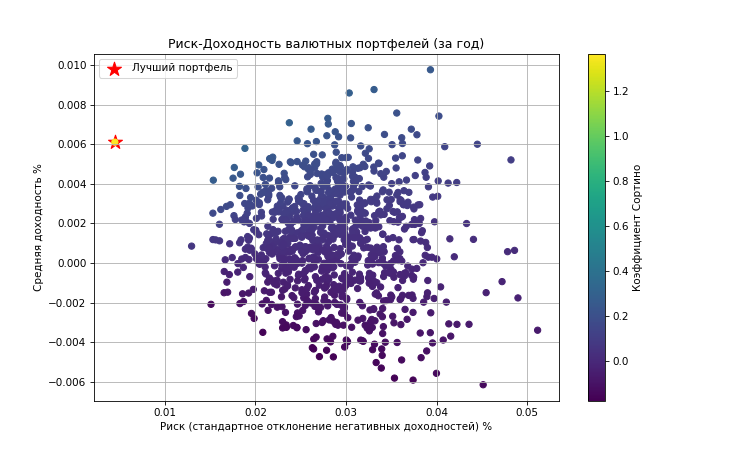 Риск-Доходность валютных портфелей (за год)
Лучший портфель
Средняя доходность %
0.010
0.008
0.006
0.004
0.002
0.000
−0.002
−0.004
−0.006
0.01 0.02 0.03 0.04 0.05
Риск (стандартное отклонение негативных доходностей) %
1.2
1.0
0.8
0.6
0.4
0.2
0.0
Коэффициент Сортино